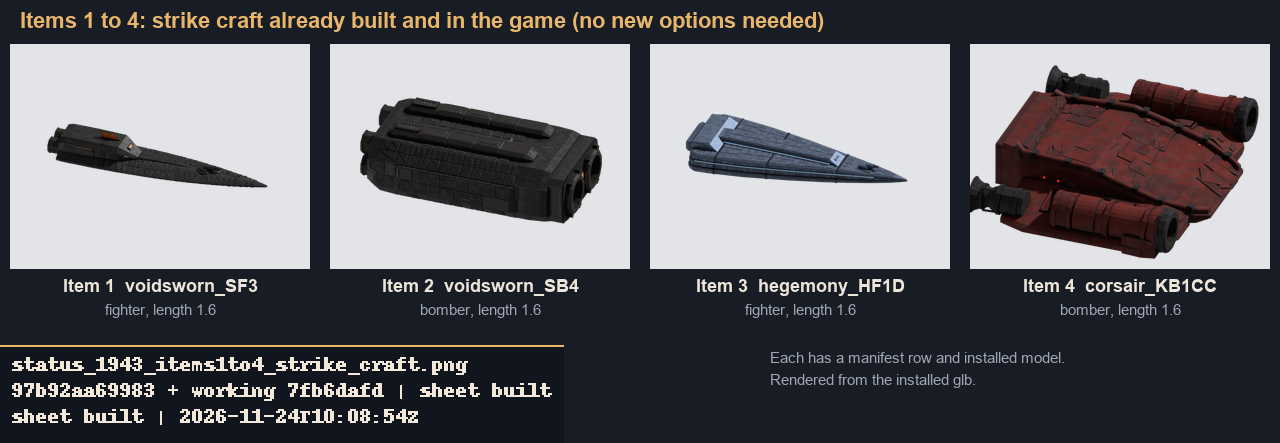 Items 1 to 4: strike craft already built and in the game (no new options needed)
Item 1 voidsworn_SF3
fighter, length 1.6
Item 2 voidsworn_SB4
bomber, length 1.6
Item 3 hegemony_HF1D
fighter, length 1.6
Item 4 corsair_KB1CC
bomber, length 1.6
status_1943_items1to4_strike_craft.png
97b92aa69983 + working 7fb6dafd | sheet built
sheet built | 2026-11-24T10:08:54Z
Each has a manifest row and installed model.
Rendered from the installed glb.